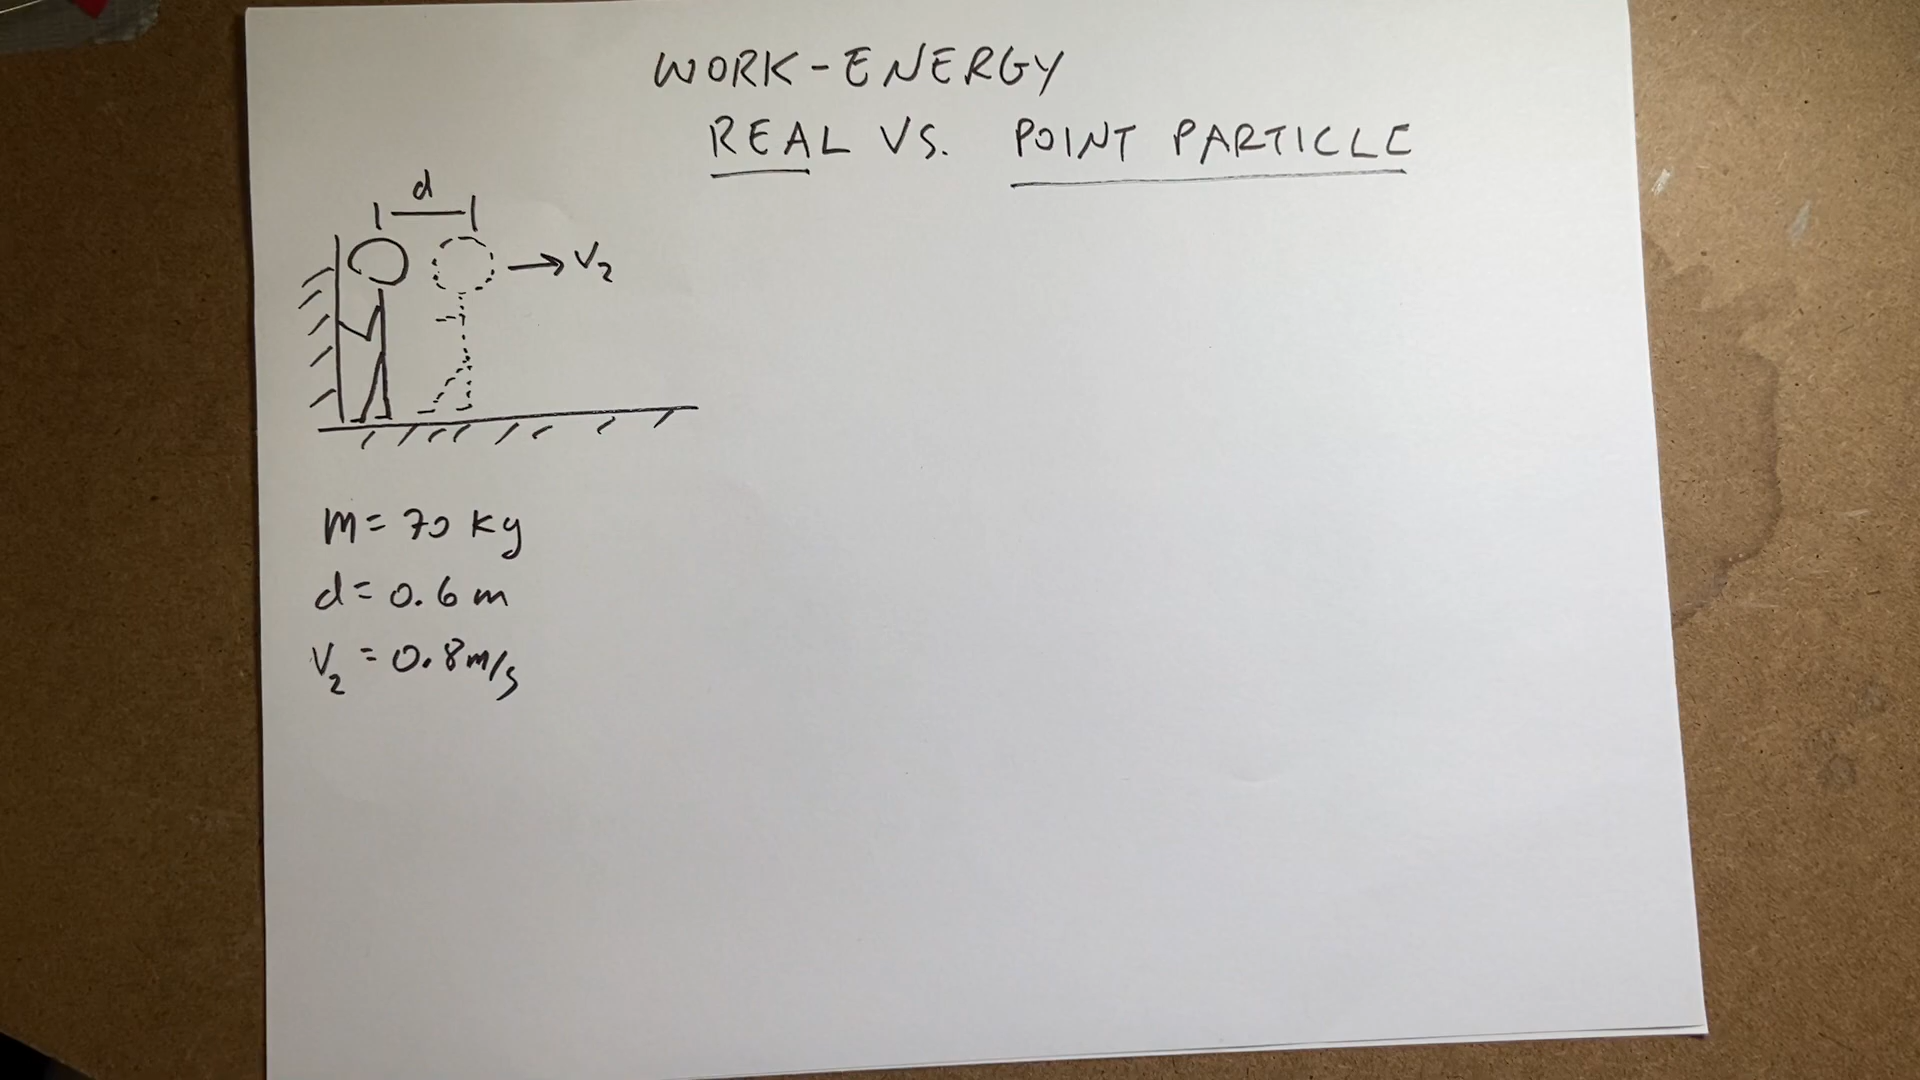 WORK-ENERGY
REAL VS. POINT PARTICLE
d
V₂
m = 70 kg
d = 0.6 m
V₂ = 0.8 m/s